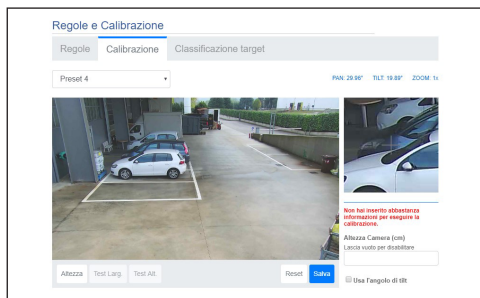 Regole e Calibrazione
Regole
Calibrazione
Classificazione target
Preset 4
PAN: 29.96° TILT: 19.89° ZOOM: 1x
Non hai inserito abbastanza
informazioni per eseguire la
calibrazione.
Altezza Camera (cm)
Lascia vuoto per disabilitare
Usa l'angolo di tilt
Altezza
Test Larg.
Test Alt.
Reset
Salva